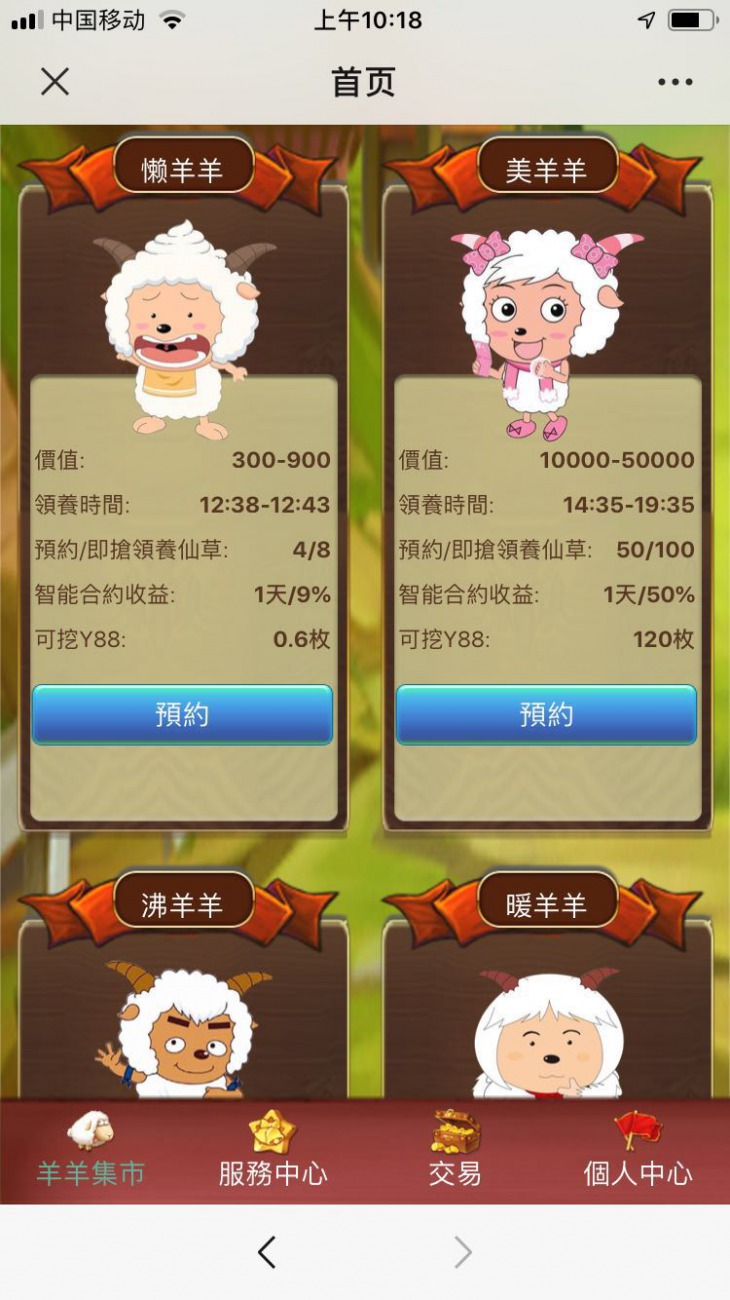 中国移动 上午10:18
首页
懒羊羊
價值: 300-900
領養時間: 12:38-12:43
預約/即搶領養仙草: 4/8
智能合約收益: 1天/9%
可挖Y88: 0.6枚
預約
美羊羊
價值: 10000-50000
領養時間: 14:35-19:35
預約/即搶領養仙草: 50/100
智能合約收益: 1天/50%
可挖Y88: 120枚
預約
沸羊羊
暖羊羊
羊羊集市 服務中心 交易 個人中心